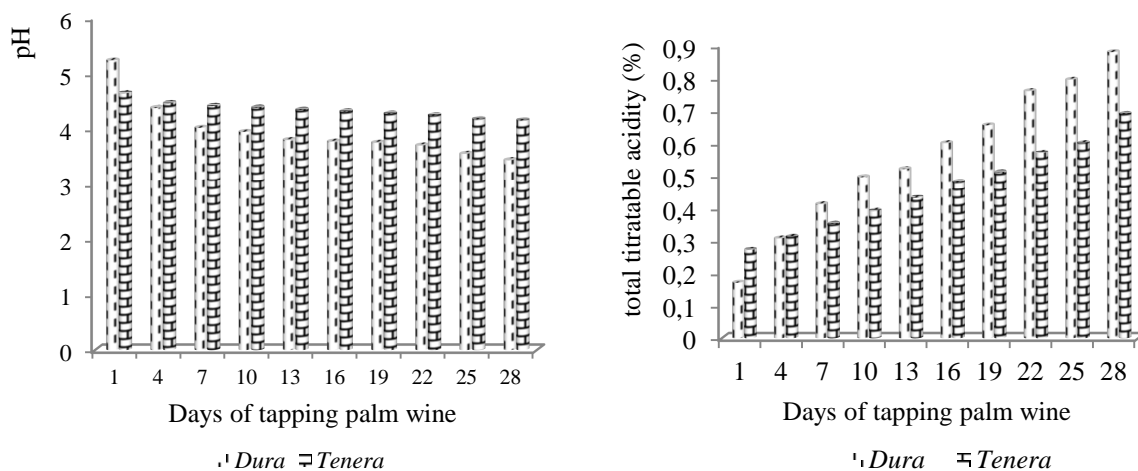 pH
6
5
4
3
2
1
0
1 4 7 10 13 16 19 22 25 28
Days of tapping palm wine
Dura Tenera
total titratable acidity (%)
0,9
0,8
0,7
0,6
0,5
0,4
0,3
0,2
0,1
0
1 4 7 10 13 16 19 22 25 28
Days of tapping palm wine
Dura Tenera